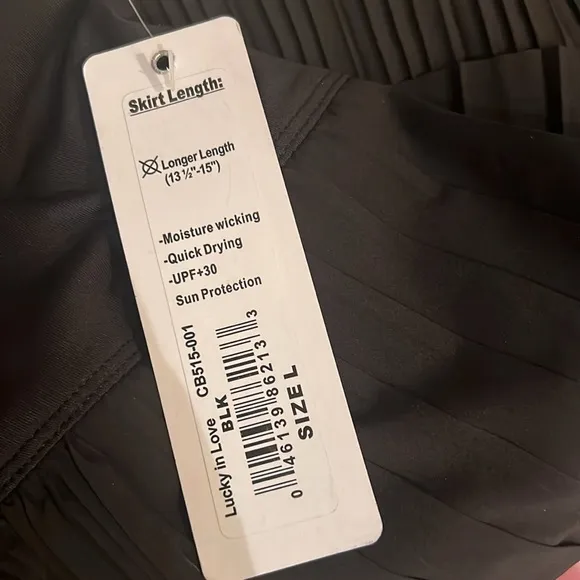 Skirt Length:
Longer Length
(13 ½"-15")
-Moisture wicking
-Quick Drying
-UPF+30
Sun Protection
Lucky in Love CB515-001
BLK
0 46139 86213 3
SIZE L